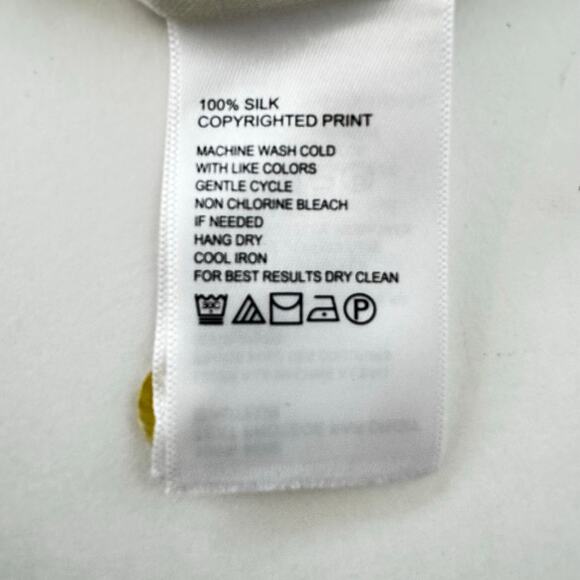 100% SILK
COPYRIGHTED PRINT
MACHINE WASH COLD
WITH LIKE COLORS
GENTLE CYCLE
NON CHLORINE BLEACH
IF NEEDED
HANG DRY
COOL IRON
FOR BEST RESULTS DRY CLEAN
30C
P